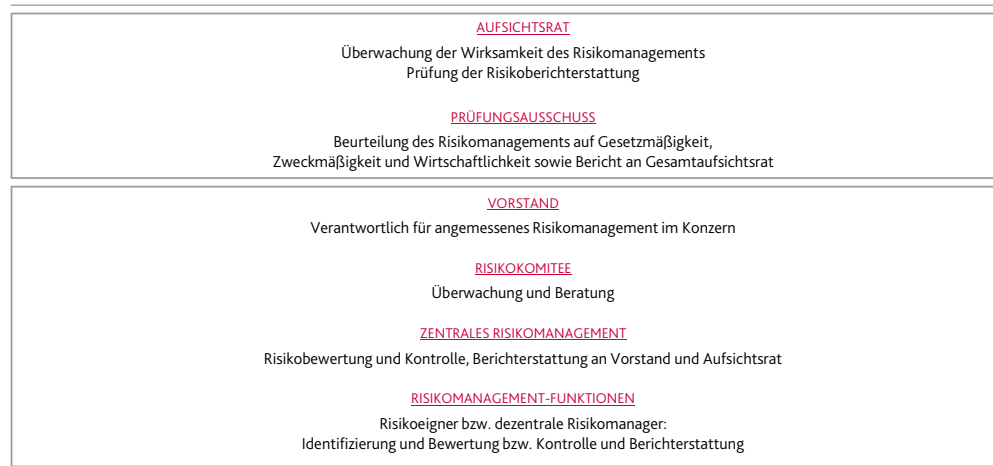 AUFSICHTSRAT
Überwachung der Wirksamkeit des Risikomanagements
Prüfung der Risikoberichterstattung
PRÜFUNGSAUSSCHUSS
Beurteilung des Risikomanagements auf Gesetzmäßigkeit,
Zweckmäßigkeit und Wirtschaftlichkeit sowie Bericht an Gesamtaufsichtsrat
VORSTAND
Verantwortlich für angemessenes Risikomanagement im Konzern
RISIKOKOMITEE
Überwachung und Beratung
ZENTRALES RISIKOMANAGEMENT
Risikobewertung und Kontrolle, Berichterstattung an Vorstand und Aufsichtsrat
RISIKOMANAGEMENT-FUNKTIONEN
Risikoeigner bzw. dezentrale Risikomanager:
Identifizierung und Bewertung bzw. Kontrolle und Berichterstattung